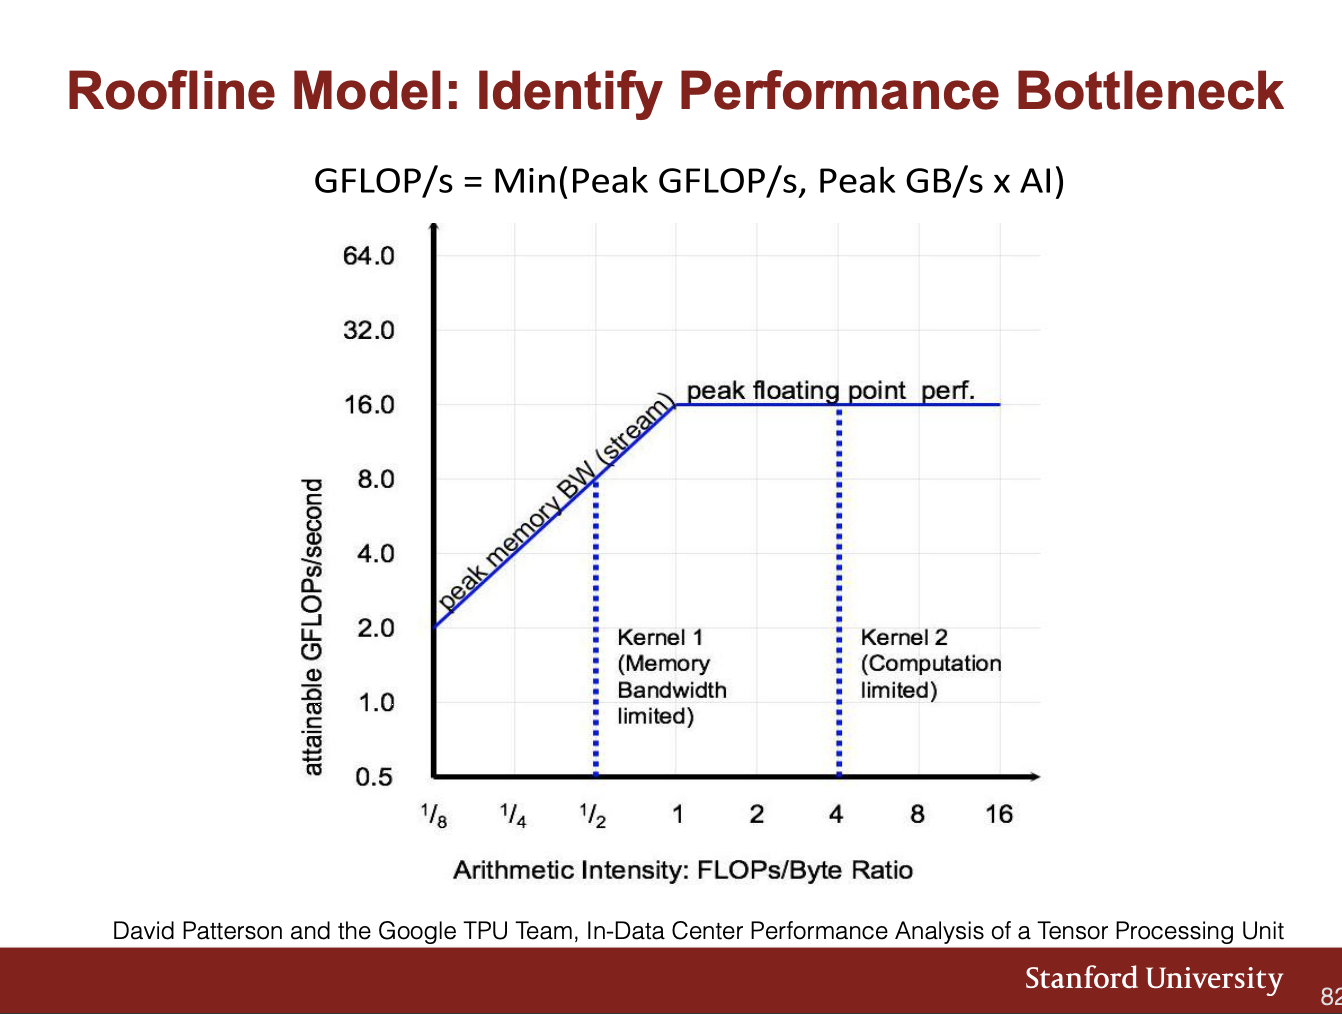 Roofline Model: Identify Performance Bottleneck
GFLOP/s = Min(Peak GFLOP/s, Peak GB/s x AI)
64.0
32.0
16.0
8.0
4.0
2.0
1.0
0.5
attainable GFLOPs/second
peak memory BW (stream)
peak floating point perf.
Kernel 1
(Memory
Bandwidth
limited)
Kernel 2
(Computation
limited)
1/8
1/4
1/2
1
2
4
8
16
Arithmetic Intensity: FLOPs/Byte Ratio
David Patterson and the Google TPU Team, In-Data Center Performance Analysis of a Tensor Processing Unit
Stanford University
82